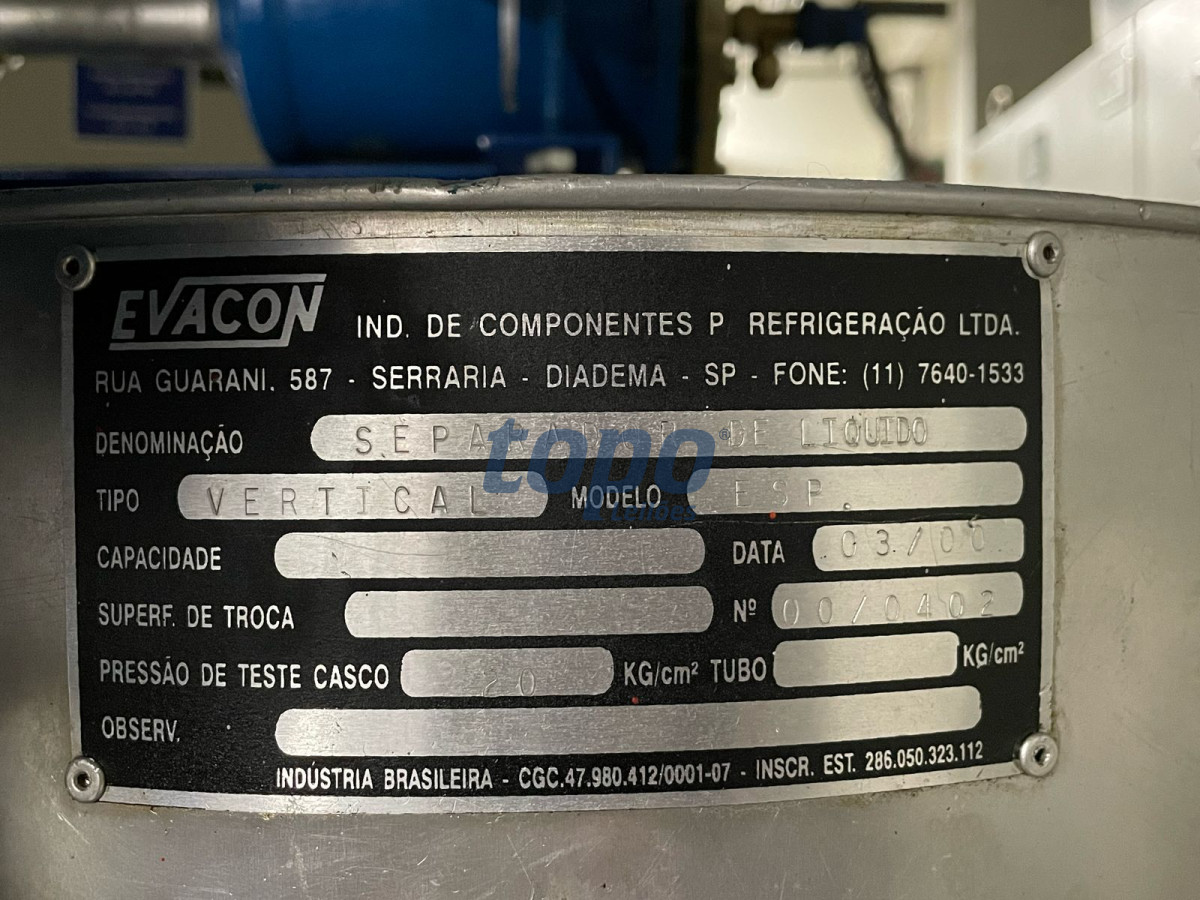 EVACON IND. DE COMPONENTES P REFRIGERAÇÃO LTDA.
RUA GUARANI, 587 - SERRARIA - DIADEMA - SP - FONE: (11) 7640-1533
DENOMINAÇÃO SEPARADOR DE LIQUIDO
topo®
TIPO VERTICAL MODELO ESP.
leilões
CAPACIDADE DATA 03/00
SUPERF. DE TROCA Nº 00/0402
PRESSÃO DE TESTE CASCO 20 KG/cm² TUBO KG/cm²
OBSERV.
INDÚSTRIA BRASILEIRA - CGC.47.980.412/0001-07 - INSCR. EST. 286.050.323.112